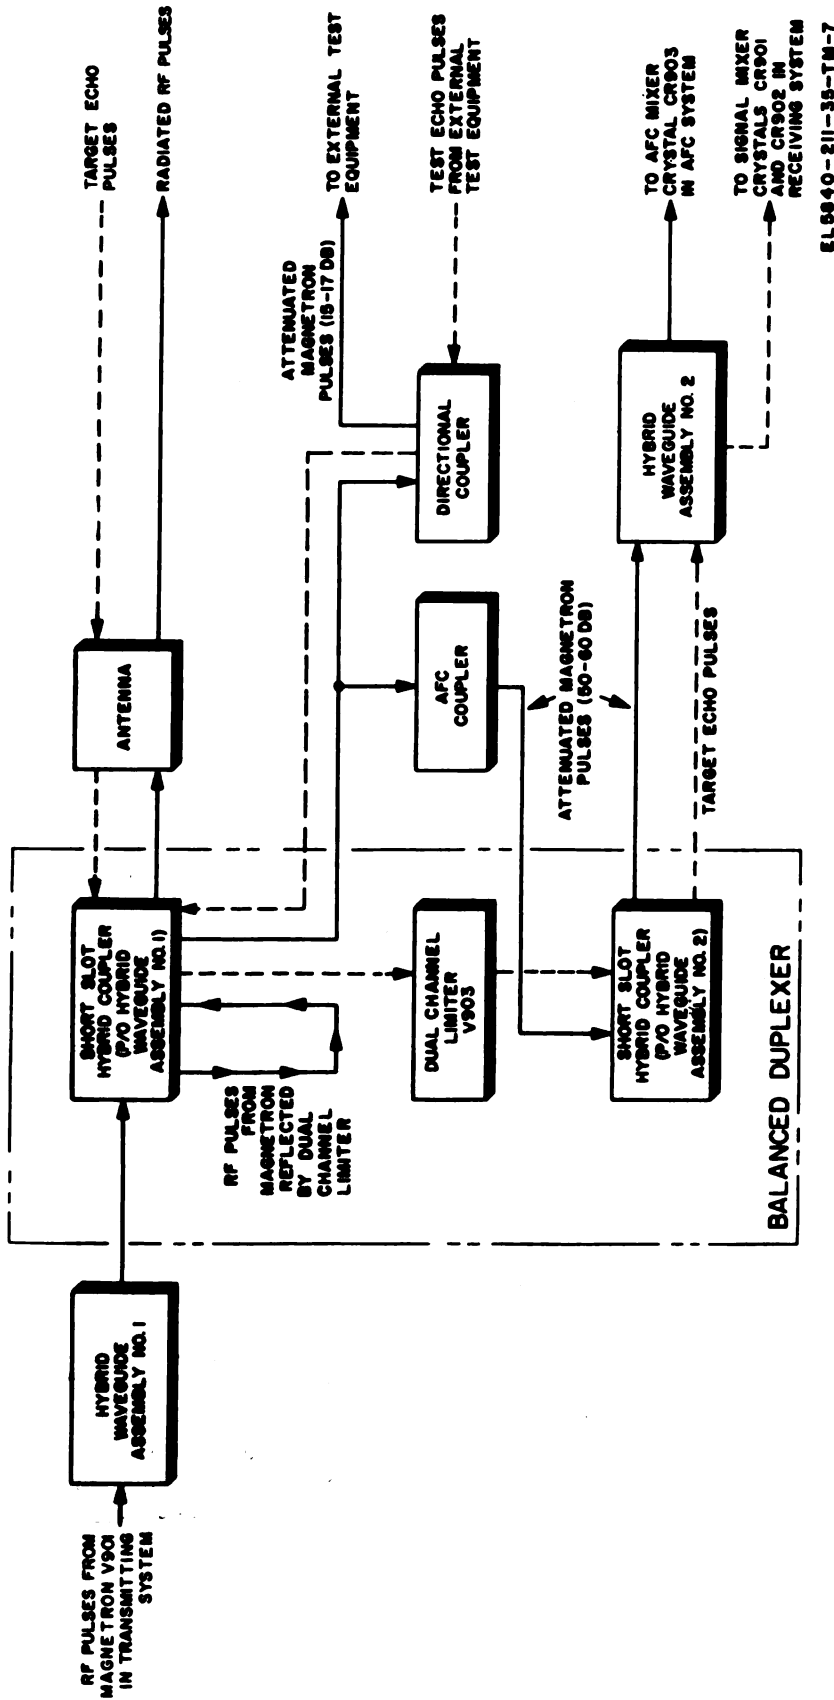 RF PULSES FROM
MAGNETRON V901
IN TRANSMITTING
SYSTEM
HYBRID
WAVEGUIDE
ASSEMBLY NO. 1
SHORT SLOT
HYBRID COUPLER
(P/O HYBRID
WAVEGUIDE
ASSEMBLY NO. 1)
ANTENNA
TARGET ECHO
PULSES
RADIATED RF PULSES
RF PULSES
FROM
MAGNETRON
REFLECTED
BY DUAL
CHANNEL
LIMITER
ATTENUATED
MAGNETRON
PULSES (15-17 DB)
TO EXTERNAL TEST
EQUIPMENT
DUAL CHANNEL
LIMITER
V903
AFC
COUPLER
DIRECTIONAL
COUPLER
TEST ECHO PULSES
FROM EXTERNAL
TEST EQUIPMENT
ATTENUATED MAGNETRON
PULSES (50-60 DB)
SHORT SLOT
HYBRID COUPLER
(P/O HYBRID
WAVEGUIDE
ASSEMBLY NO. 2)
TARGET ECHO PULSES
HYBRID
WAVEGUIDE
ASSEMBLY NO. 2
TO AFC MIXER
CRYSTAL CR903
IN AFC SYSTEM
TO SIGNAL MIXER
CRYSTALS CR901
AND CR902 IN
RECEIVING SYSTEM
BALANCED DUPLEXER
EL5840-211-35-TM-7